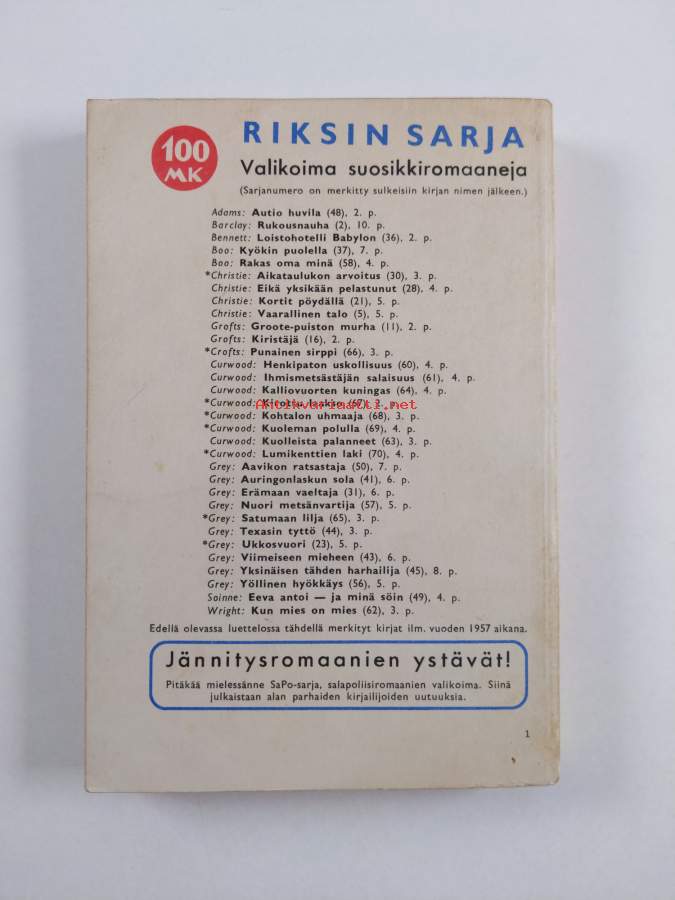 100
MK
RIKSIN SARJA
Valikoima suosikkiromaaneja
(Sarjanumero on merkitty sulkeisiin kirjan nimen jälkeen.)
Adams: Autio huvila (48), 2. p.
Barclay: Rukousnauha (2), 10. p.
Bennett: Loistohotelli Babylon (36), 2. p.
Boo: Kyökin puolella (37), 7. p.
Boo: Rakas oma minä (58), 4. p.
*Christie: Aikataulukon arvoitus (30), 3. p.
Christie: Eikä yksikään pelastunut (28), 4. p.
Christie: Kortit pöydällä (21), 5. p.
Christie: Vaarallinen talo (5), 5. p.
Crofts: Groote-puiston murha (11), 2. p.
Crofts: Kiristäjä (16), 2. p.
*Crofts: Punainen sirppi (66), 3. p.
Curwood: Henkipaton uskollisuus (60), 4. p.
Curwood: Ihmismetsästäjän salaisuus (61), 4. p.
Curwood: Kalliovuorten kuningas (64), 4. p.
*Curwood: Kirottu laakso (67), 2. p.
Antikvariaatti.net
*Curwood: Kohtalon uhmaaja (68), 3. p.
*Curwood: Kuoleman polulla (69), 4. p.
Curwood: Kuolleista palanneet (63), 3. p.
*Curwood: Lumikenttien laki (70), 4. p.
Grey: Aavikon ratsastaja (50), 7. p.
Grey: Auringonlaskun sola (41), 6. p.
Grey: Erämaan vaeltaja (31), 6. p.
Grey: Nuori metsänvartija (57), 5. p.
*Grey: Satumaan lilja (65), 3. p.
Grey: Texasin tyttö (44), 3. p.
*Grey: Ukkosvuori (23), 5. p.
Grey: Viimeiseen mieheen (43), 6. p.
Grey: Yksinäisen tähden harhailija (45), 8. p.
Grey: Yöllinen hyökkäys (56), 5. p.
Soinne: Eeva antoi — ja minä söin (49), 4. p.
Wright: Kun mies on mies (62), 3. p.
Edellä olevassa luettelossa tähdellä merkityt kirjat ilm. vuoden 1957 aikana.
Jännitysromaanien ystävät!
Pitäkää mielessänne SaPo-sarja, salapoliisiromaanien valikoima. Siinä
julkaistaan alan parhaiden kirjailijoiden uutuuksia.
1